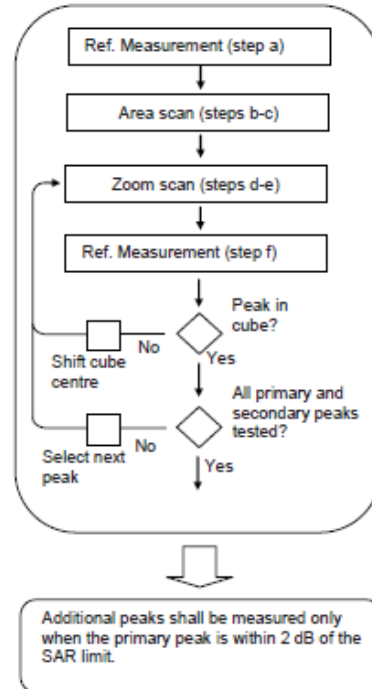 Ref. Measurement (step a)
Area scan (steps b-c)
Zoom scan (steps d-e)
Ref. Measurement (step f)
Peak in
cube?
No
Yes
Shift cube
centre
All primary and
secondary peaks
tested?
No
Yes
Select next
peak
Additional peaks shall be measured only
when the primary peak is within 2 dB of the
SAR limit.